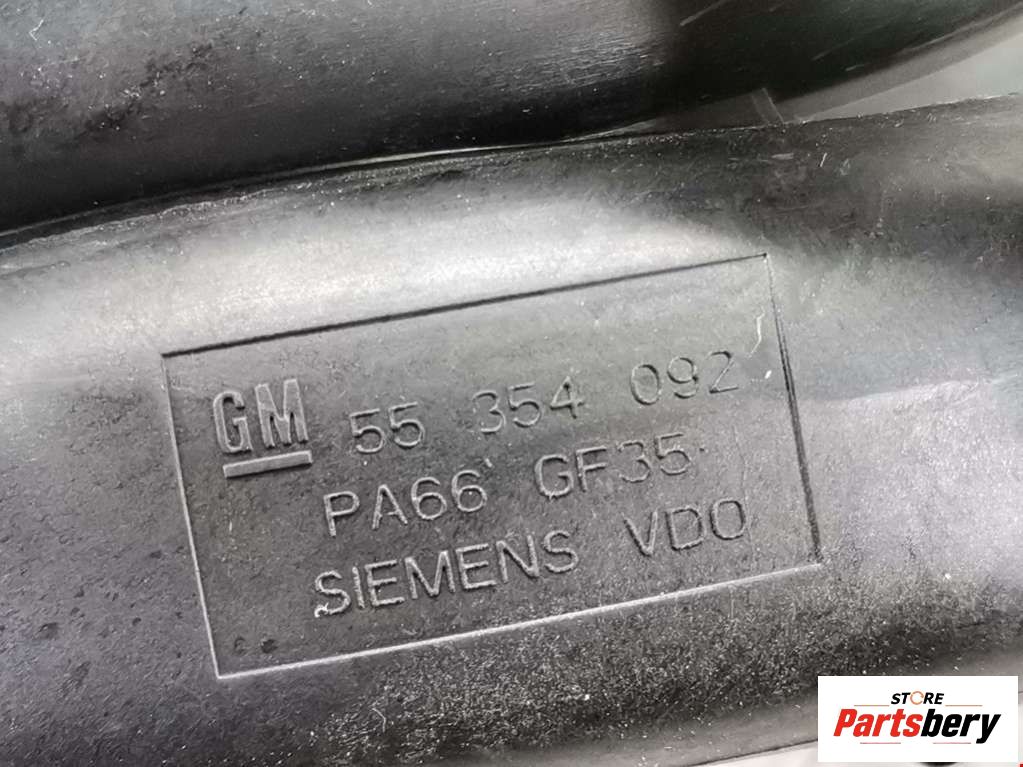 GM 55 354 092
PA66 GF35
SIEMENS VDO
STORE
Partsbery